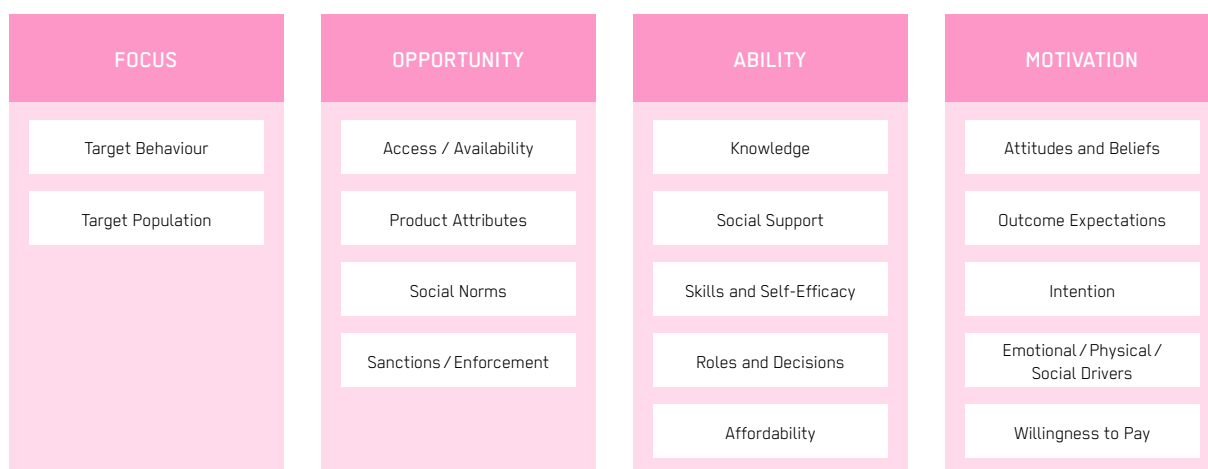 FOCUS
Target Behaviour
Target Population
OPPORTUNITY
Access / Availability
Product Attributes
Social Norms
Sanctions / Enforcement
ABILITY
Knowledge
Social Support
Skills and Self-Efficacy
Roles and Decisions
Affordability
MOTIVATION
Attitudes and Beliefs
Outcome Expectations
Intention
Emotional / Physical /
Social Drivers
Willingness to Pay